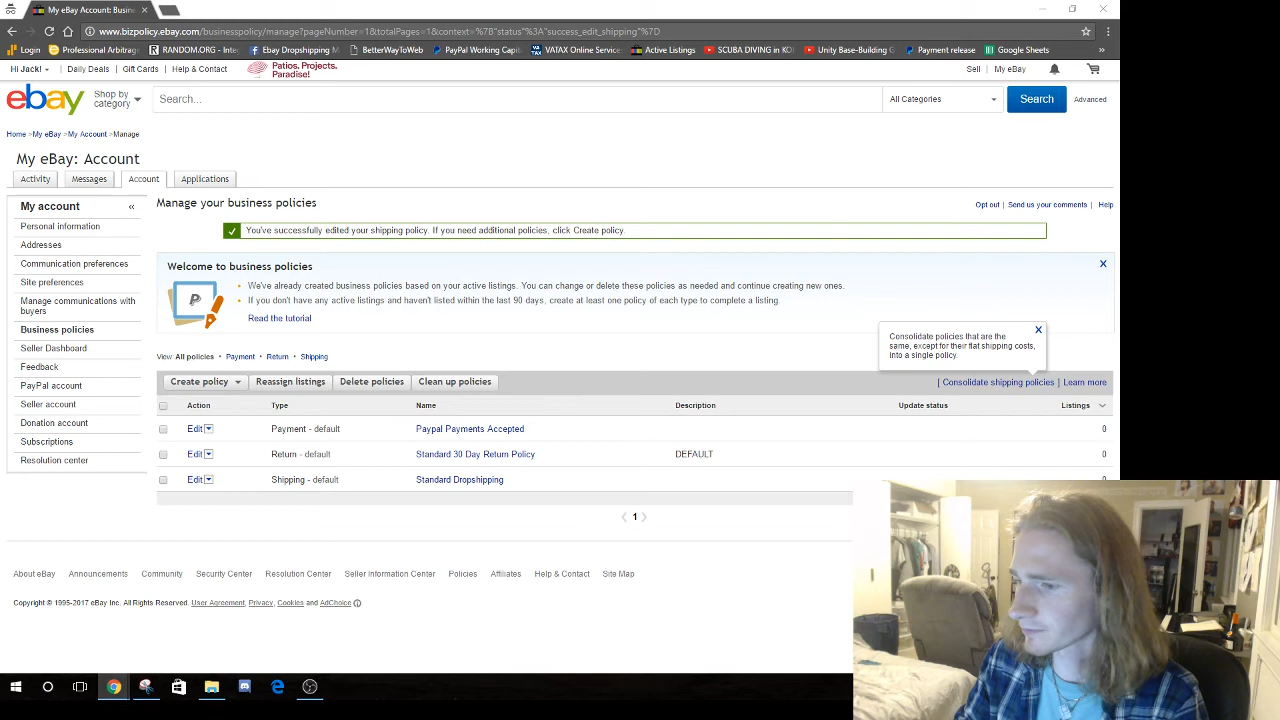 My eBay Account: Busin
www.bizpolicy.ebay.com/businesspolicy/manage?pageNumber=1&totalPages=1&context=%7B"status"%3A"success_edit_shipping"%7D
Login Professional Arbitrag RANDOM.ORG - Inte Ebay Dropshipping M BetterWayToWeb PayPal Working Capi VATAX Online Service Active Listings SCUBA DIVING in KO Unity Base-Building G Payment release Google Sheets »
Hi Jack! Daily Deals Gift Cards Help & Contact Patios. Projects. Paradise! Sell My eBay
ebay Shop by category Search... All Categories Search Advanced
Home > My eBay > My Account > Manage
My eBay: Account
Activity Messages Account Applications
My account «
Personal information
Addresses
Communication preferences
Site preferences
Manage communications with
buyers
Business policies
Seller Dashboard
Feedback
PayPal account
Seller account
Donation account
Subscriptions
Resolution center
Manage your business policies
Opt out | Send us your comments | Help
You've successfully edited your shipping policy. If you need additional policies, click Create policy.
Welcome to business policies
• We've already created business policies based on your active listings. You can change or delete these policies as needed and continue creating new ones.
• If you don't have any active listings and haven't listed within the last 90 days, create at least one policy of each type to complete a listing.
Read the tutorial
Consolidate policies that are the
same, except for their flat shipping costs,
into a single policy.
View: All policies • Payment • Return • Shipping
Create policy Reassign listings Delete policies Clean up policies | Consolidate shipping policies | Learn more
Action Type Name Description Update status Listings
Edit Payment - default Paypal Payments Accepted 0
Edit Return - default Standard 30 Day Return Policy DEFAULT 0
Edit Shipping - default Standard Dropshipping
1
About eBay Announcements Community Security Center Resolution Center Seller Information Center Policies Affiliates Help & Contact Site Map
Copyright © 1995-2017 eBay Inc. All Rights Reserved. User Agreement, Privacy, Cookies and AdChoice